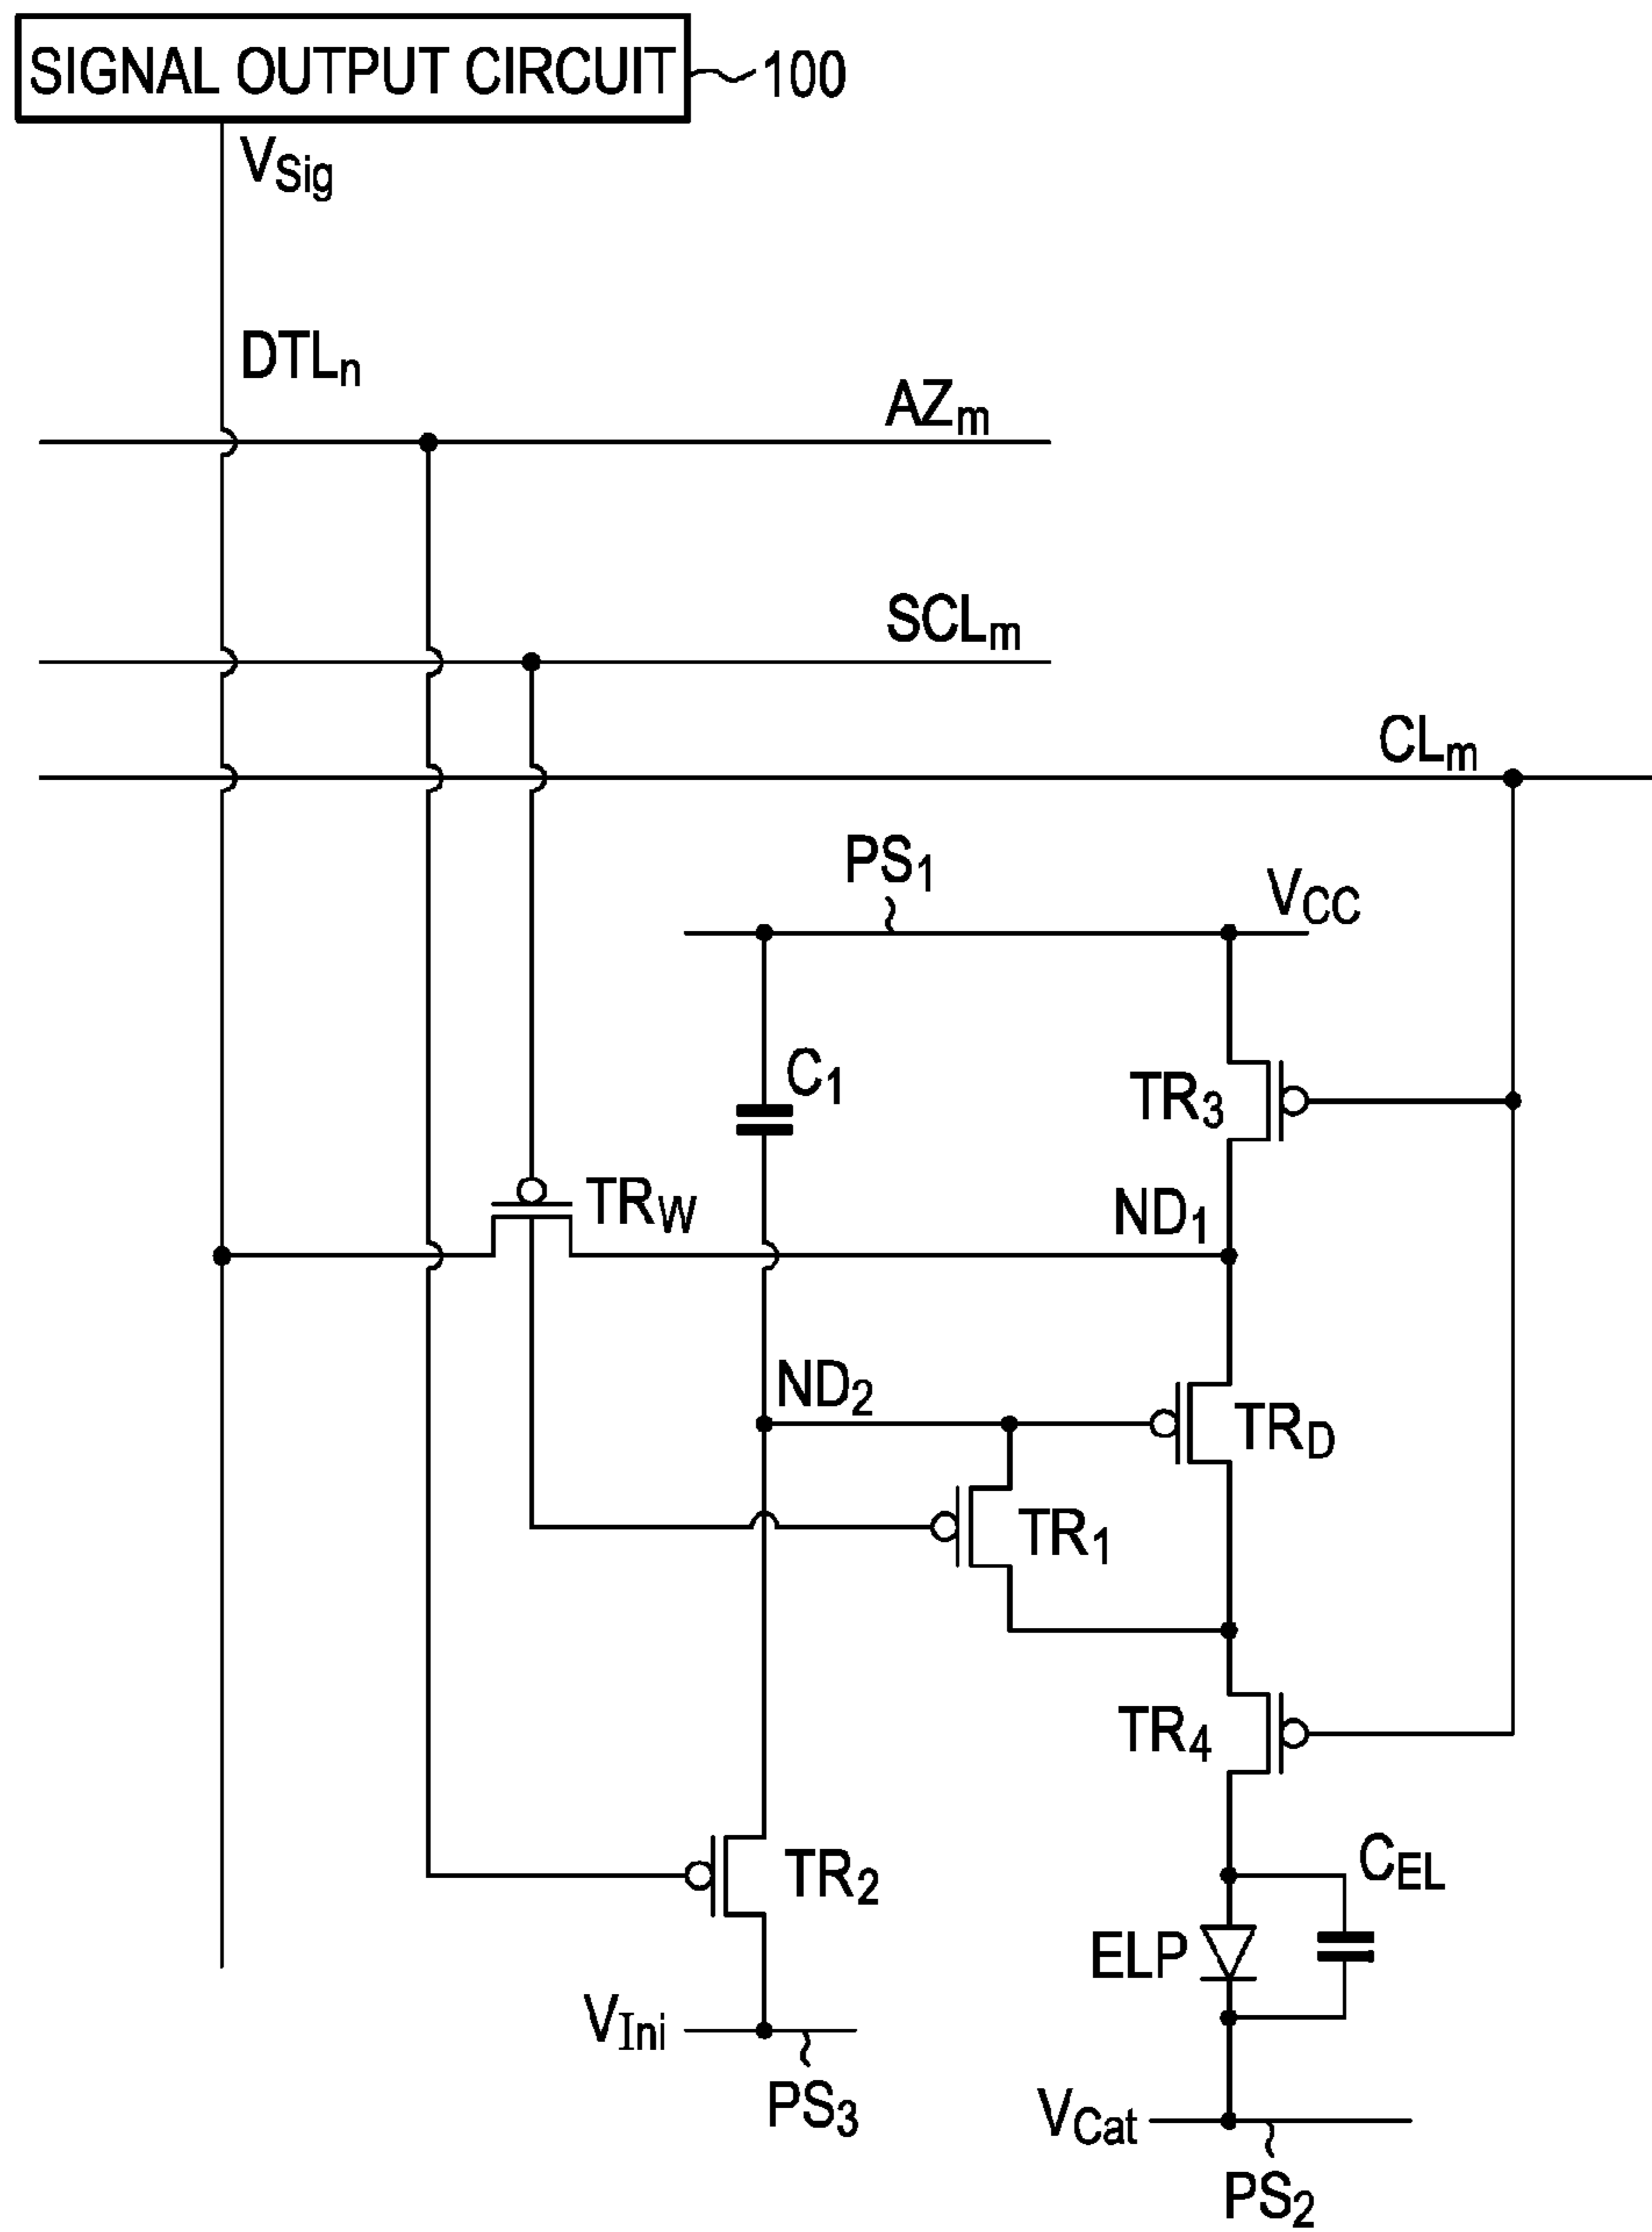 SIGNAL OUTPUT CIRCUIT
100
VSig
DTLn
AZm
SCLm
CLm
PS1
VCC
C1
TR3
TRW
ND1
ND2
TRD
TR1
TR4
TR2
CEL
ELP
VIni
PS3
VCat
PS2